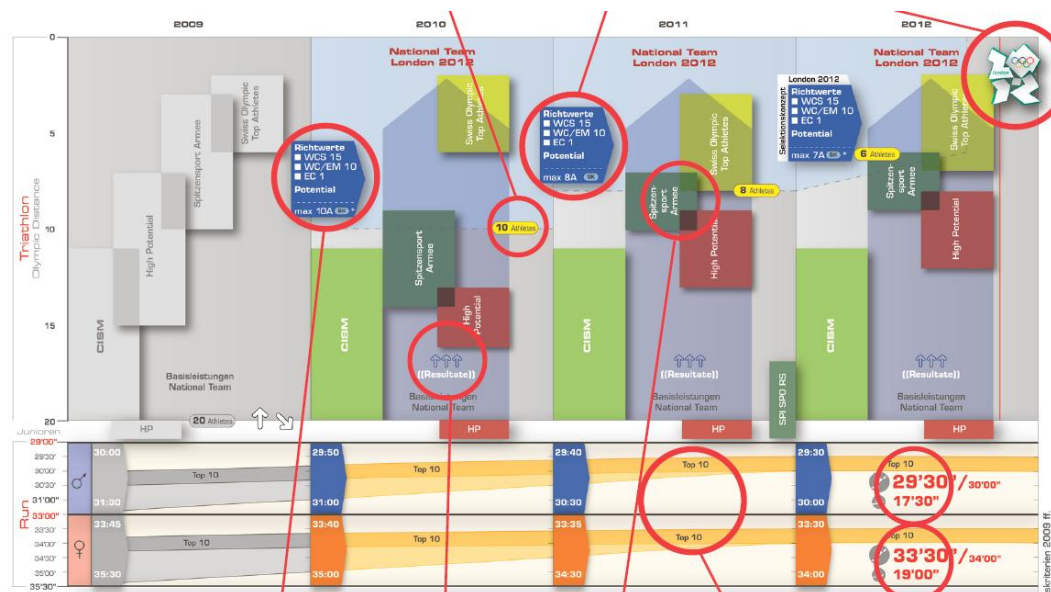 2009
2010
2011
2012
0
5
10
15
20
Triathlon
Olympic Distance
CISM
High Potential
Spitzensport Armee
Swiss Olympic
Top Athletes
Basisleistungen
National Team
20 Athletes
HP
National Team
London 2012
Richtwerte
WCS 15
WC/EM 10
EC 1
Potential
max 10A SK *
CISM
Spitzensport
Armee
High
Potential
Swiss Olympic
Top Athletes
10 Athletes
((Resultate))
Basisleistungen
National Team
HP
National Team
London 2012
Richtwerte
WCS 15
WC/EM 10
EC 1
Potential
max 8A SK
CISM
Spitzen-
sport
Armee
High Potential
Swiss Olympic
Top Athletes
8 Athletes
((Resultate))
Basisleistungen
National Team
HP
SPI SPO RS
National Team
London 2012
London 2012
Selektionskonzept
Richtwerte
WCS 15
WC/EM 10
EC 1
Potential
max 7A SK *
6 Athletes
Spitzen-
sport
Armee
High Potential
Swiss Olympic
Top Athletes
((Resultate))
Basisleistungen
National Team
HP
Junioren
Run
29'00"
29'30"
30'00"
30'30"
31'00"
33'00"
33'30"
34'00"
34'30"
35'00"
35'30"
♂
30:00
31:30
Top 10
29:50
31:00
Top 10
29:40
30:30
Top 10
29:30
30:00
Top 10
29'30"/30'00"
17'30"
♀
33:45
35:30
Top 10
33:40
35:00
Top 10
33:35
34:30
Top 10
33:30
34:00
Top 10
33'30"/34'00"
19'00"
skriterien 2009 ff.